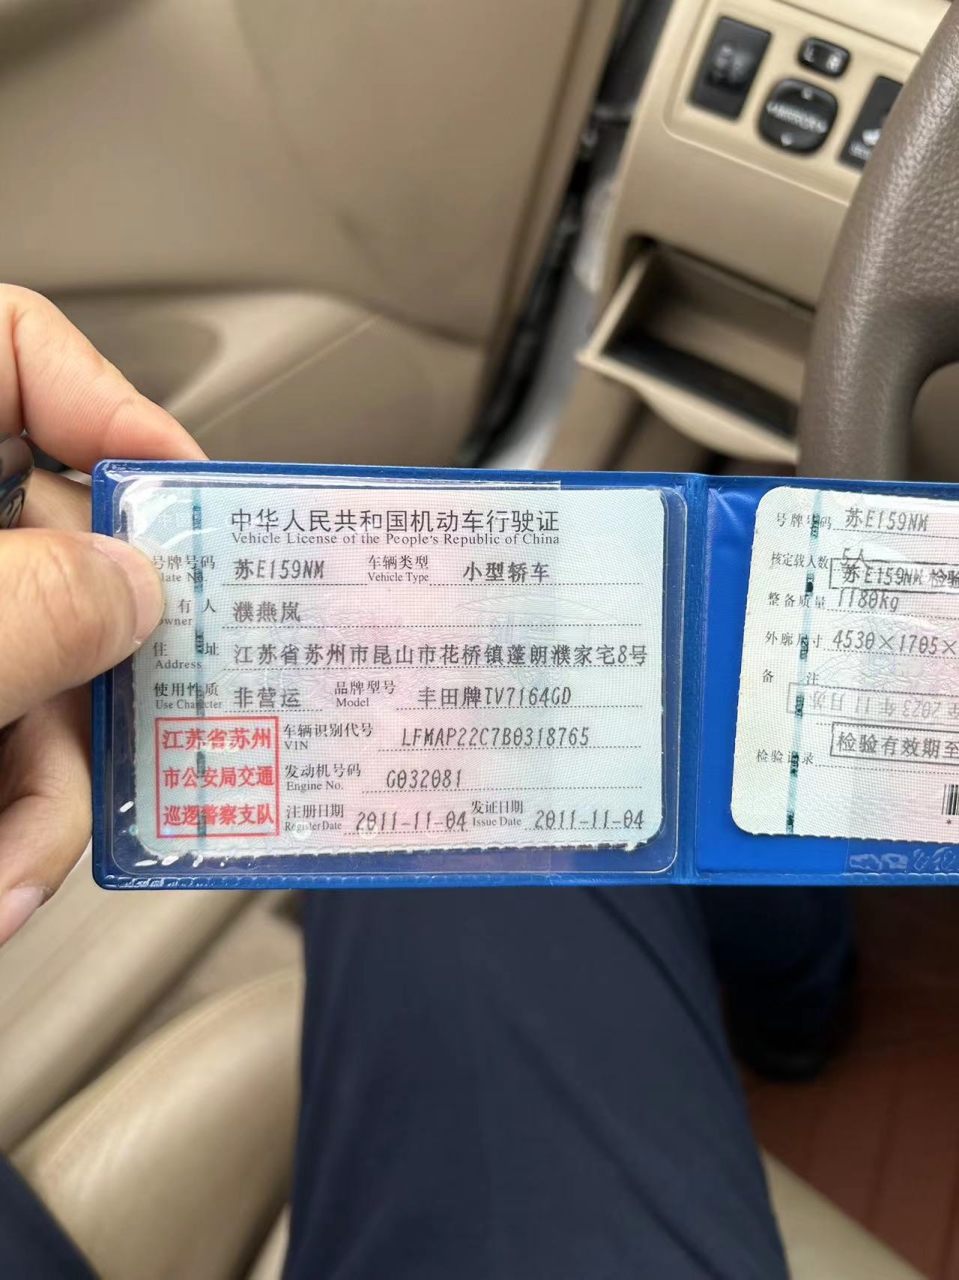 中华人民共和国机动车行驶证
Vehicle License of the People's Republic of China
号牌号码 苏E159NM 车辆类型 小型轿车
Plate No. Vehicle Type
有人 濮燕岚
Owner
住址 江苏省苏州市昆山市花桥镇蓬朗濮家宅8号
Address
使用性质 非营运 品牌型号 丰田牌TV7164GD
Use Character Model
江苏省苏州
市公安局交通
巡逻警察支队
车辆识别代号 LFMAP22C7B0318765
VIN
发动机号码 G032081
Engine No.
注册日期 2011-11-04 发证日期 2011-11-04
Register Date Issue Date
号牌号码 苏E159NM
核定载人数 5人
苏E159NM 检验
整备质量 1180kg
外廓尺寸 4530×1705×
备注
检验记录
检验有效期至